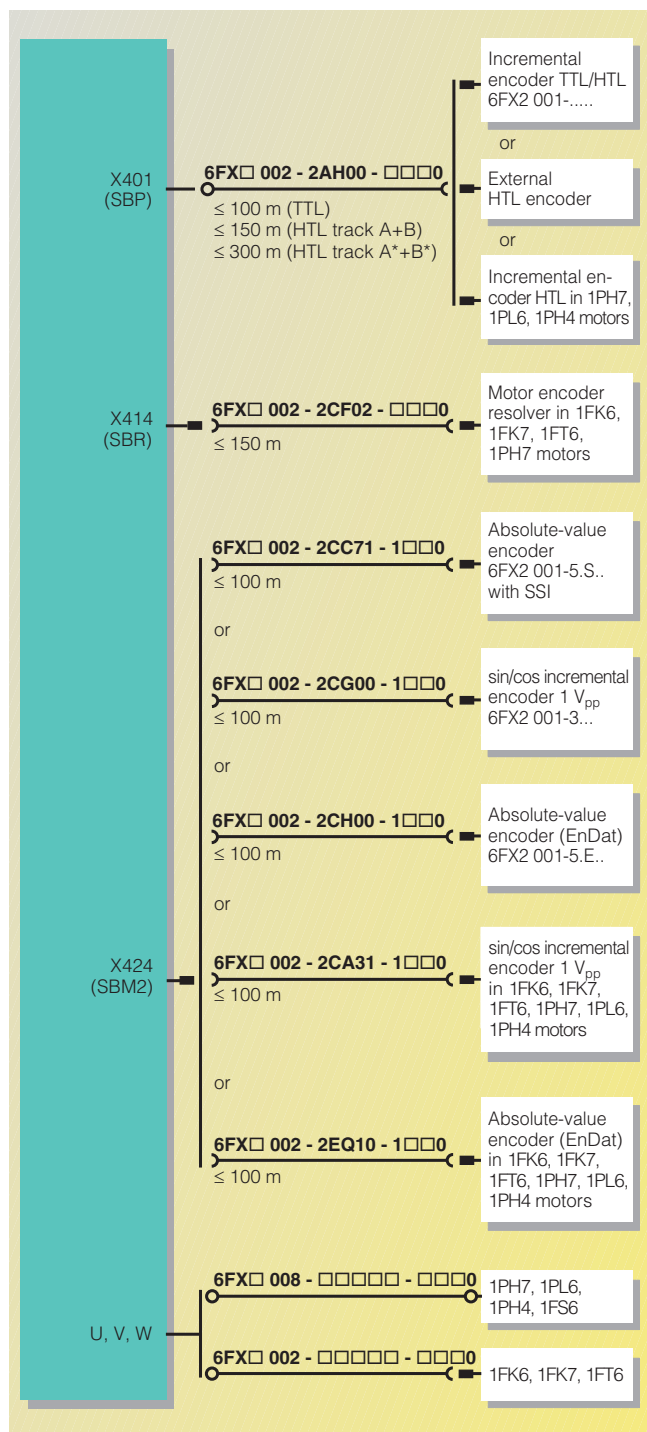 Incremental
encoder TTL/HTL
6FX2 001-.....
or
X401
(SBP)
6FX□ 002 - 2AH00 - □□□0
≤ 100 m (TTL)
≤ 150 m (HTL track A+B)
≤ 300 m (HTL track A*+B*)
External
HTL encoder
or
Incremental en-
coder HTL in 1PH7,
1PL6, 1PH4 motors
X414
(SBR)
6FX□ 002 - 2CF02 - □□□0
≤ 150 m
Motor encoder
resolver in 1FK6,
1FK7, 1FT6,
1PH7 motors
6FX□ 002 - 2CC71 - 1□□0
≤ 100 m
Absolute-value
encoder
6FX2 001-5.S..
with SSI
or
6FX□ 002 - 2CG00 - 1□□0
≤ 100 m
sin/cos incremental
encoder 1 Vpp
6FX2 001-3...
or
6FX□ 002 - 2CH00 - 1□□0
≤ 100 m
Absolute-value
encoder (EnDat)
6FX2 001-5.E..
or
X424
(SBM2)
6FX□ 002 - 2CA31 - 1□□0
≤ 100 m
sin/cos incremental
encoder 1 Vpp
in 1FK6, 1FK7,
1FT6, 1PH7, 1PL6,
1PH4 motors
or
6FX□ 002 - 2EQ10 - 1□□0
≤ 100 m
Absolute-value
encoder (EnDat)
in 1FK6, 1FK7,
1FT6, 1PH7, 1PL6,
1PH4 motors
U, V, W
6FX□ 008 - □□□□□ - □□□0
1PH7, 1PL6,
1PH4, 1FS6
6FX□ 002 - □□□□□ - □□□0
1FK6, 1FK7, 1FT6